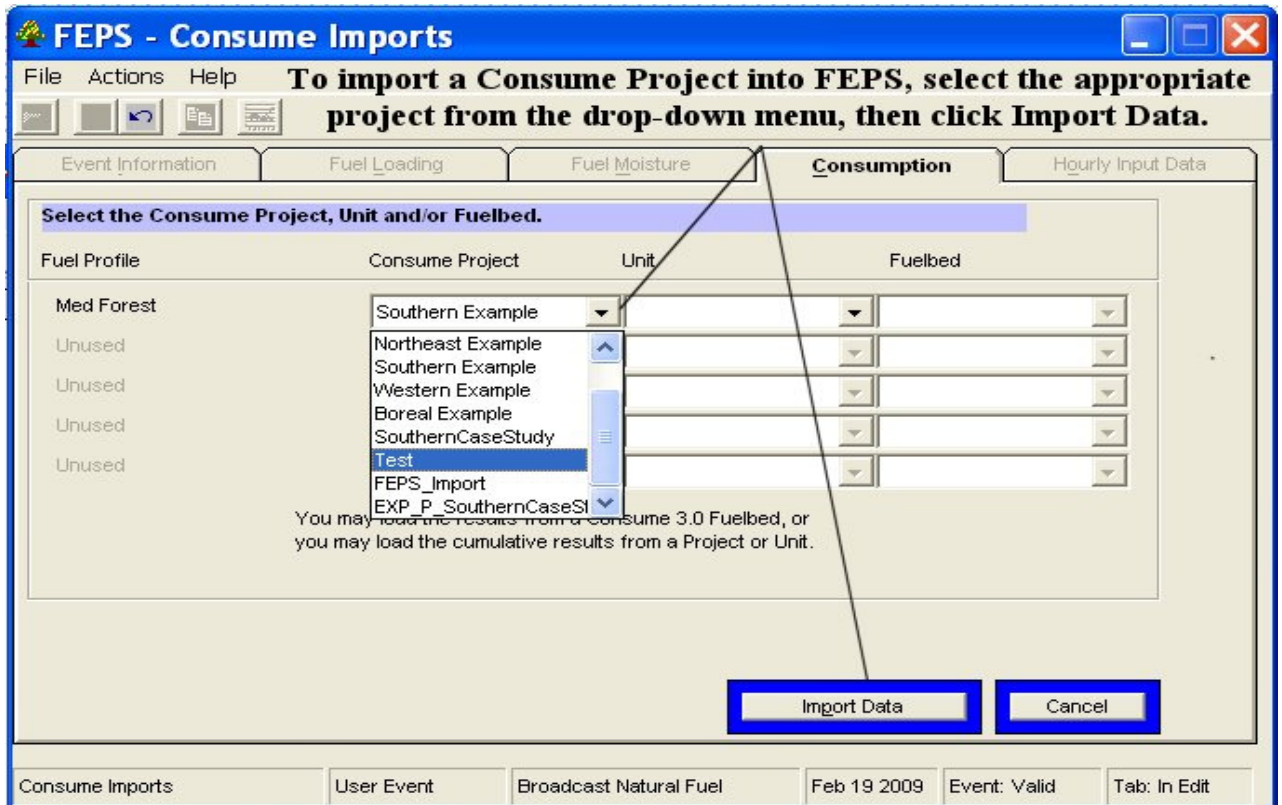 FEPS - Consume Imports
File Actions Help
To import a Consume Project into FEPS, select the appropriate
project from the drop-down menu, then click Import Data.
Event Information Fuel Loading Fuel Moisture Consumption Hourly Input Data
Select the Consume Project, Unit and/or Fuelbed.
Fuel Profile Consume Project Unit Fuelbed
Med Forest Southern Example
Unused Northeast Example
Southern Example
Unused Western Example
Boreal Example
Unused SouthernCaseStudy
Test
Unused FEPS_Import
EXP_P_SouthernCaseSt
You may load the results from a Consume 3.0 Fuelbed, or
you may load the cumulative results from a Project or Unit.
Import Data Cancel
Consume Imports User Event Broadcast Natural Fuel Feb 19 2009 Event: Valid Tab: In Edit